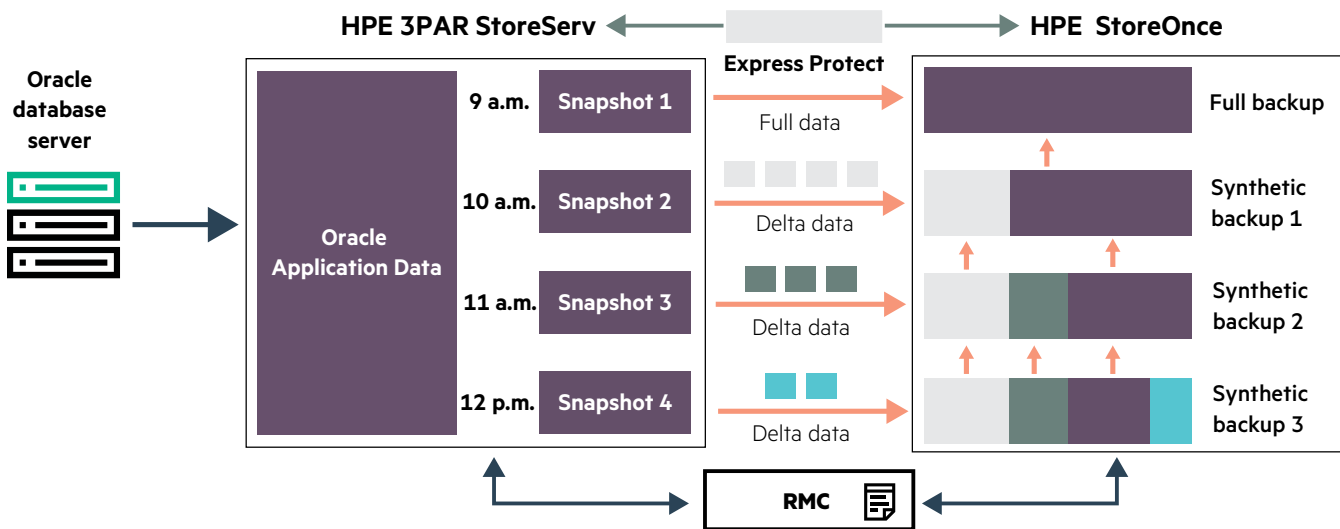 HPE 3PAR StoreServ
HPE StoreOnce
Express Protect
Oracle
database
server
Oracle
Application Data
9 a.m.
Snapshot 1
Full data
Full backup
10 a.m.
Snapshot 2
Delta data
Synthetic
backup 1
11 a.m.
Snapshot 3
Delta data
Synthetic
backup 2
12 p.m.
Snapshot 4
Delta data
Synthetic
backup 3
RMC